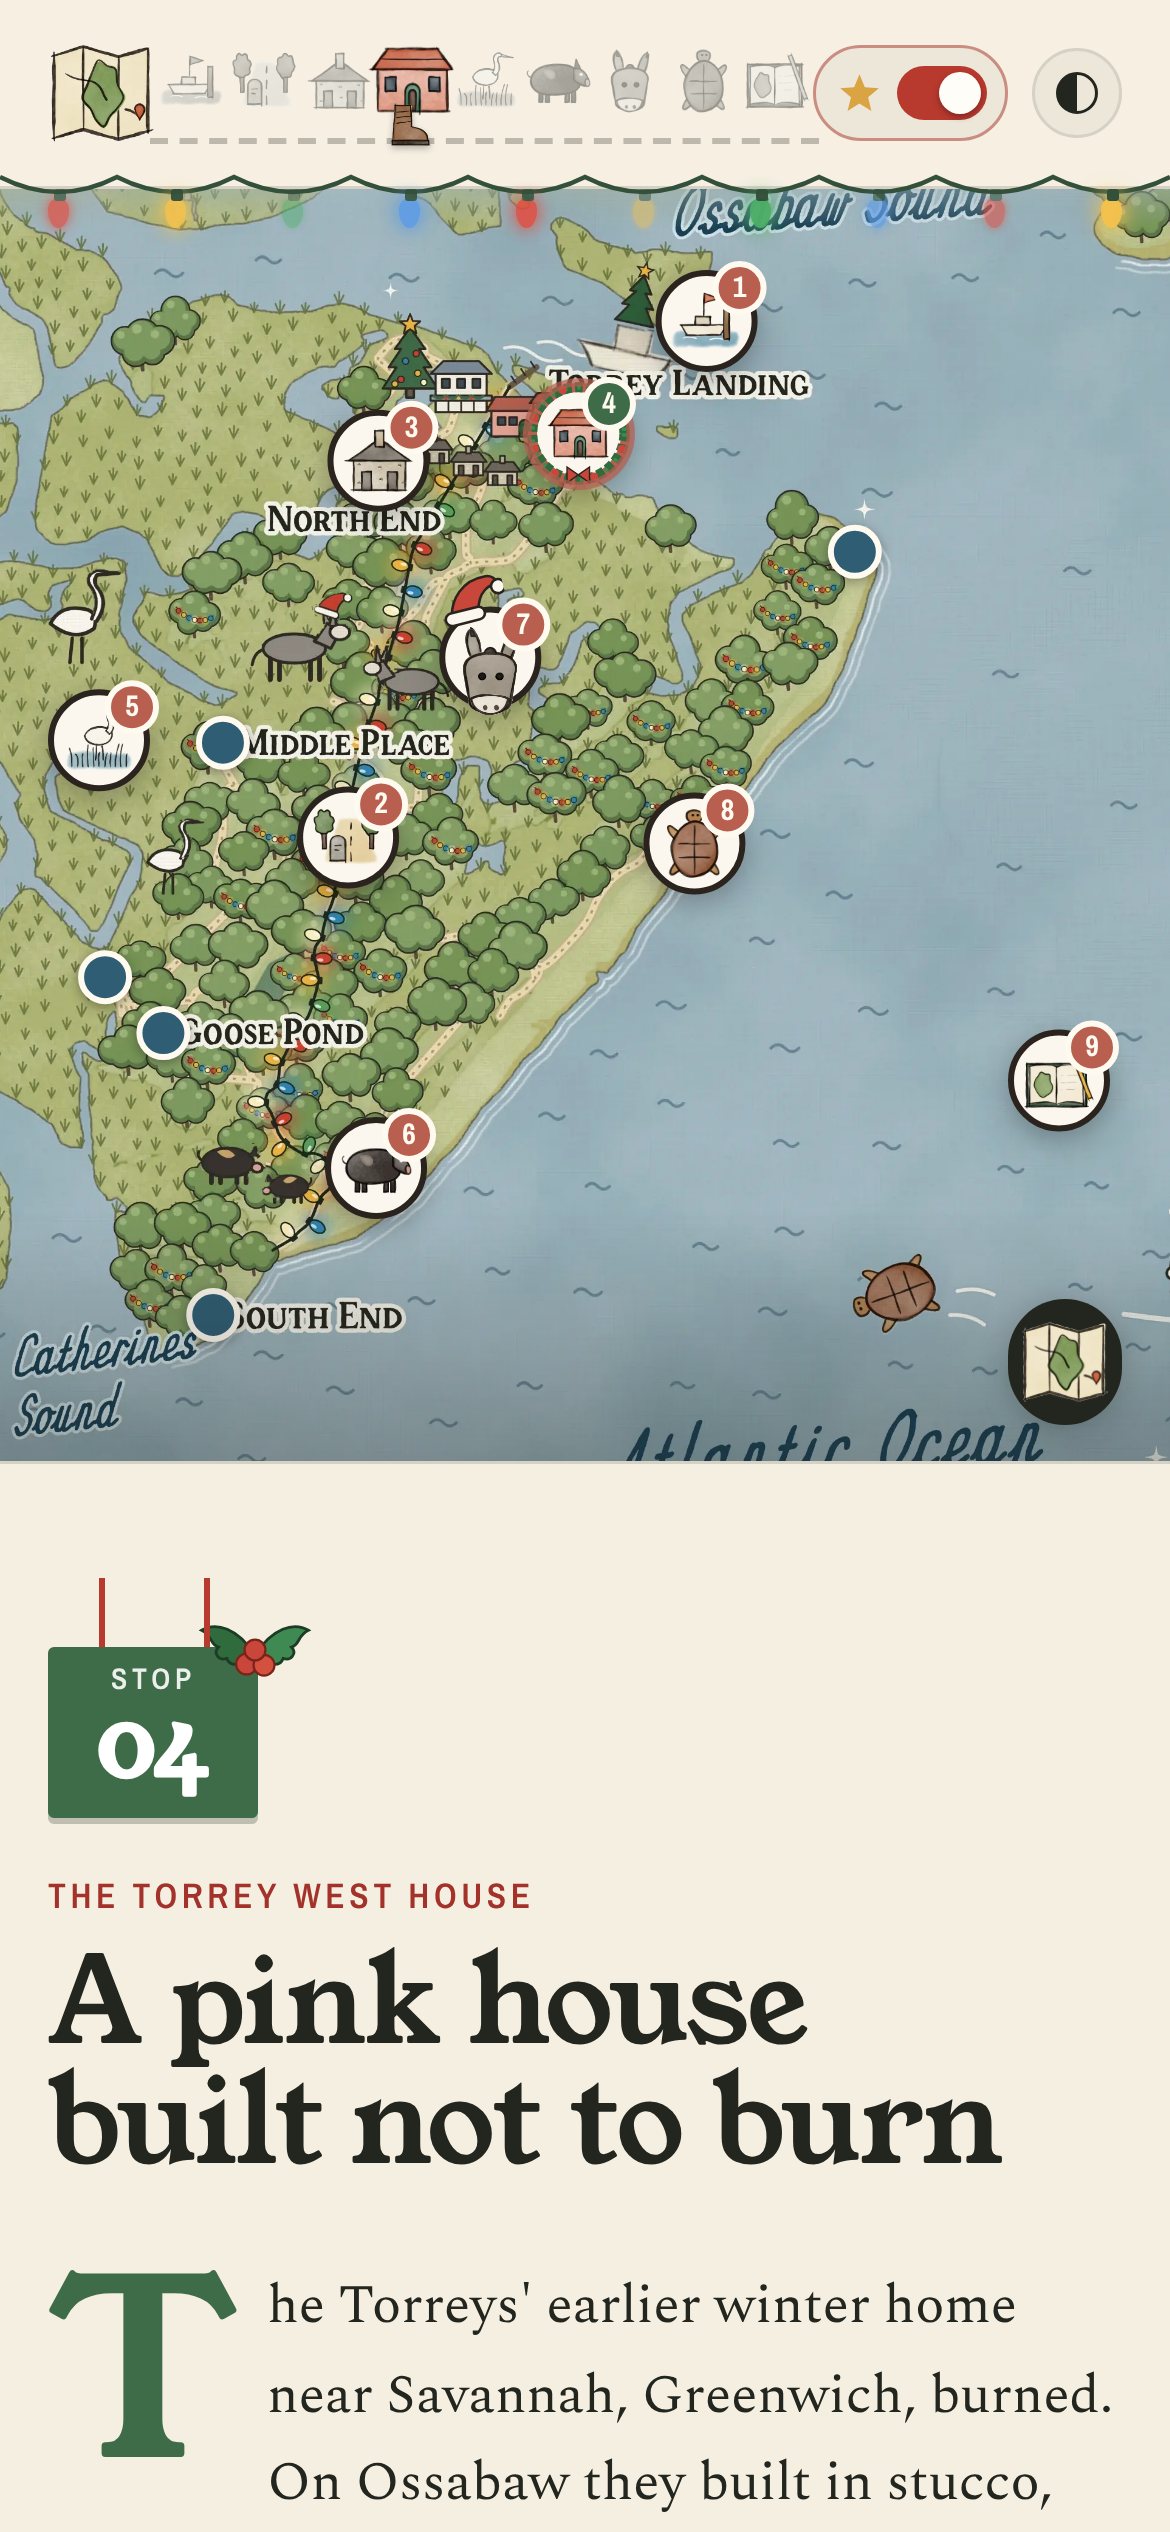 Ossabaw Sound
1
TORREY LANDING
4
3
NORTH END
7
5
MIDDLE PLACE
2
8
GOOSE POND
9
6
SOUTH END
Catherines
Sound
Atlantic Ocean
STOP
04
THE TORREY WEST HOUSE
A pink house
built not to burn
The Torreys' earlier winter home
near Savannah, Greenwich, burned.
On Ossabaw they built in stucco,